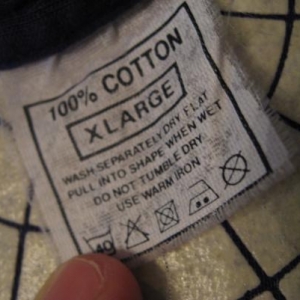 100% COTTON
X LARGE
WASH SEPARATELY DRY FLAT
PULL INTO SHAPE WHEN WET
DO NOT TUMBLE DRY
USE WARM IRON
40